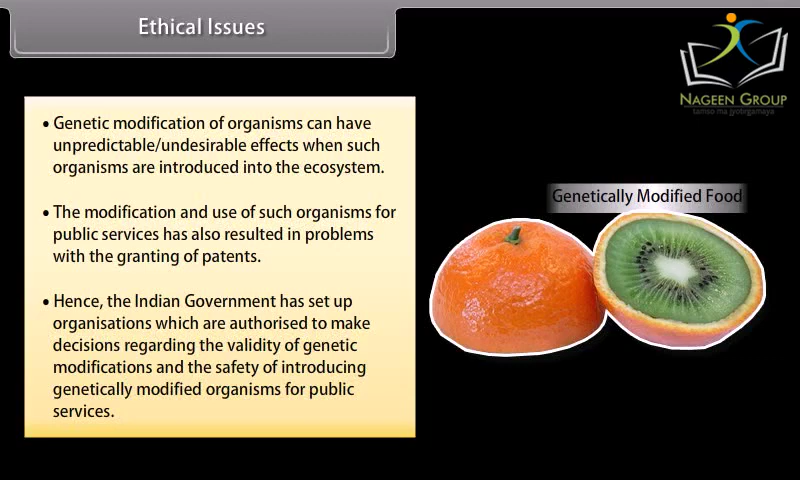 Ethical Issues
NAGEEN GROUP
tamso ma jyotirgamaya
• Genetic modification of organisms can have
unpredictable/undesirable effects when such
organisms are introduced into the ecosystem.
• The modification and use of such organisms for
public services has also resulted in problems
with the granting of patents.
• Hence, the Indian Government has set up
organisations which are authorised to make
decisions regarding the validity of genetic
modifications and the safety of introducing
genetically modified organisms for public
services.
Genetically Modified Food